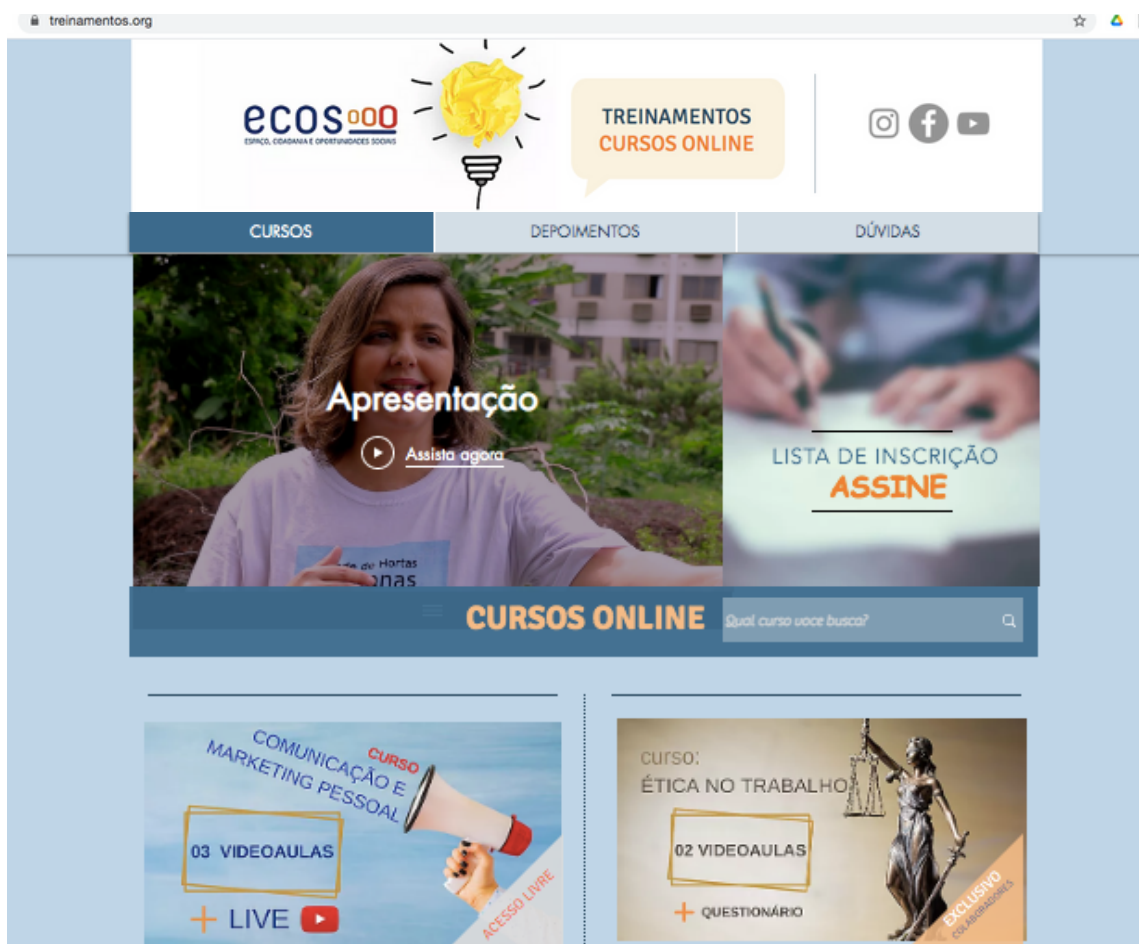 treinamentos.org
ecos
ESPAÇO, CIDADANIA E OPORTUNIDADES SOCIAIS
TREINAMENTOS
CURSOS ONLINE
CURSOS
DEPOIMENTOS
DÚVIDAS
Apresentação
Assista agora
de Hortas
LISTA DE INSCRIÇÃO
ASSINE
CURSOS ONLINE
Qual curso voce busca?
CURSO
COMUNICAÇÃO E
MARKETING PESSOAL
03 VIDEOAULAS
+ LIVE
ACESSO LIVRE
curso:
ÉTICA NO TRABALHO
02 VIDEOAULAS
+ QUESTIONÁRIO
EXCLUSIVO
COLABORADORES